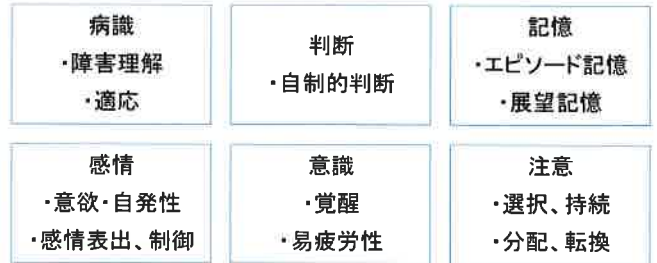 病識
・障害理解
・適応
判断
・自制的判断
記憶
・エピソード記憶
・展望記憶
感情
・意欲・自発性
・感情表出、制御
意識
・覚醒
・易疲労性
注意
・選択、持続
・分配、転換